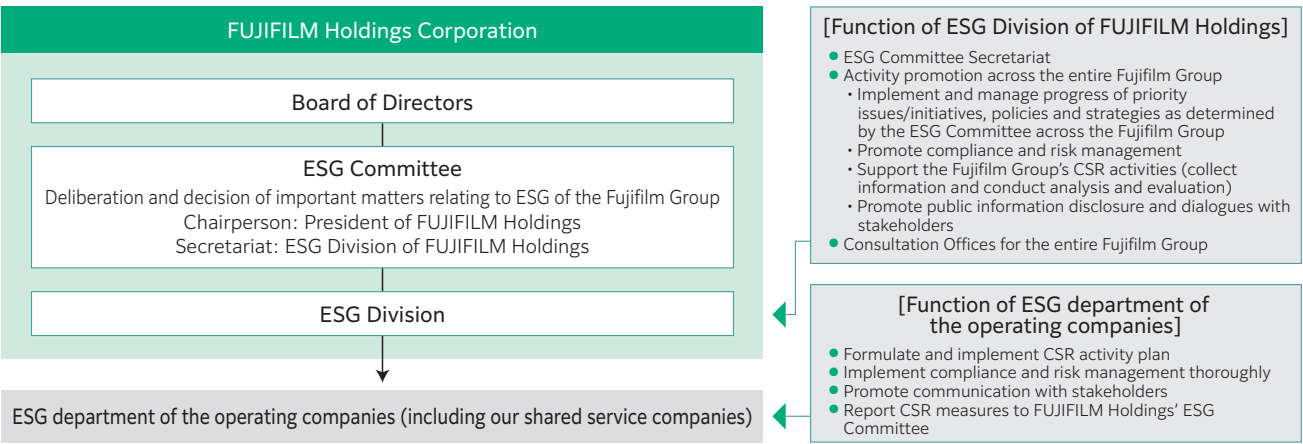 FUJIFILM Holdings Corporation
Board of Directors
ESG Committee
Deliberation and decision of important matters relating to ESG of the Fujifilm Group
Chairperson: President of FUJIFILM Holdings
Secretariat: ESG Division of FUJIFILM Holdings
ESG Division
ESG department of the operating companies (including our shared service companies)
[Function of ESG Division of FUJIFILM Holdings]
● ESG Committee Secretariat
● Activity promotion across the entire Fujifilm Group
・Implement and manage progress of priority
issues/initiatives, policies and strategies as determined
by the ESG Committee across the Fujifilm Group
・Promote compliance and risk management
・Support the Fujifilm Group's CSR activities (collect
information and conduct analysis and evaluation)
・Promote public information disclosure and dialogues with
stakeholders
● Consultation Offices for the entire Fujifilm Group
[Function of ESG department of
the operating companies]
● Formulate and implement CSR activity plan
● Implement compliance and risk management thoroughly
● Promote communication with stakeholders
● Report CSR measures to FUJIFILM Holdings' ESG
Committee